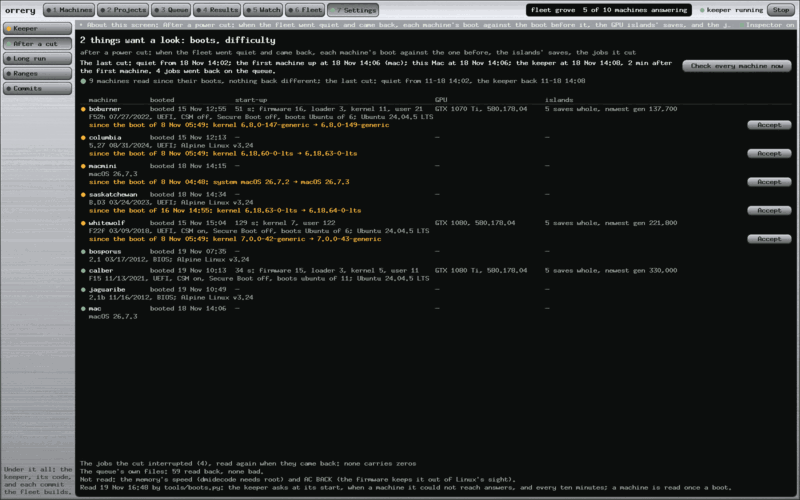 orrery
1 Machines
2 Projects
3 Queue
4 Results
5 Watch
6 Fleet
7 Settings
fleet grove 5 of 10 machines answering
keeper running
Stop
Keeper
After a cut
Long run
Ranges
Commits
• About this screen: After a power cut: when the fleet went quiet and came back, each machine's boot against the boot before it, the GPU islands' saves, and the j…
Inspector on
2 things want a look: boots, difficulty
after a power cut: when the fleet went quiet and came back, each machine's boot against the one before, the islands' saves, the jobs it cut
The last cut: quiet from 18 Nov 14:02; the first machine up at 18 Nov 14:06 (mac); this Mac at 18 Nov 14:06, the keeper at 18 Nov 14:08, 2 min after
the first machine, 4 jobs went back on the queue.
Check every machine now
9 machines read since their boots, nothing back different; the last cut: quiet from 11-18 14:02, the keeper back 11-18 14:08
machine booted start-up GPU islands
boburner booted 15 Nov 12:55 51 s: firmware 16, loader 3, kernel 11, user 21 GTX 1070 Ti, 580.178.04 5 saves whole, newest gen 137,700
F52h 07/27/2022, UEFI, CSM off, Secure Boot off, boots Ubuntu of 6; Ubuntu 24.04.5 LTS
since the boot of 8 Nov 05:49: kernel 6.8.0-147-generic → 6.8.0-149-generic
Accept
columbia booted 15 Nov 12:13 — — —
5.27 08/31/2024, UEFI; Alpine Linux v3.24
since the boot of 8 Nov 05:49: kernel 6.18.60-0-lts → 6.18.63-0-lts
Accept
macmini booted 18 Nov 14:15 — — —
macOS 26.7.3
since the boot of 8 Nov 04:48: system macOS 26.7.2 → macOS 26.7.3
Accept
saskatchewan booted 18 Nov 14:34 — — —
B.D3 03/24/2023, UEFI; Alpine Linux v3.24
since the boot of 16 Nov 14:55: kernel 6.18.63-0-lts → 6.18.64-0-lts
Accept
whitewolf booted 15 Nov 15:04 129 s: kernel 7, user 122 GTX 1080, 580.178.04 5 saves whole, newest gen 221,800
F22f 03/09/2018, UEFI, CSM on, Secure Boot off, boots Ubuntu of 6; Ubuntu 24.04.5 LTS
since the boot of 8 Nov 05:49: kernel 7.0.0-42-generic → 7.0.0-43-generic
Accept
bosporus booted 19 Nov 07:35 — — —
2.1 03/17/2012, BIOS; Alpine Linux v3.24
calber booted 19 Nov 10:13 34 s: firmware 15, loader 3, kernel 5, user 11 GTX 1080 Ti, 580.178.04 5 saves whole, newest gen 330,000
F15 11/13/2021, UEFI, CSM on, Secure Boot off, boots ubuntu of 11; Ubuntu 24.04.5 LTS
jaguaribe booted 19 Nov 10:49 — — —
2.1b 11/16/2012, BIOS; Alpine Linux v3.24
mac booted 18 Nov 14:06 — — —
macOS 26.7.3
The jobs the cut interrupted (4), read again when they came back: none carries zeros
The queue's own files: 59 read back, none bad.
Not read: the memory's speed (dmidecode needs root) and AC BACK (the firmware keeps it out of Linux's sight).
Read 19 Nov 16:48 by tools/boots.py: the keeper asks at its start, when a machine it could not reach answers, and every ten minutes; a machine is read once a boot.
Under it all: the
keeper, its code,
and each commit
the fleet builds.